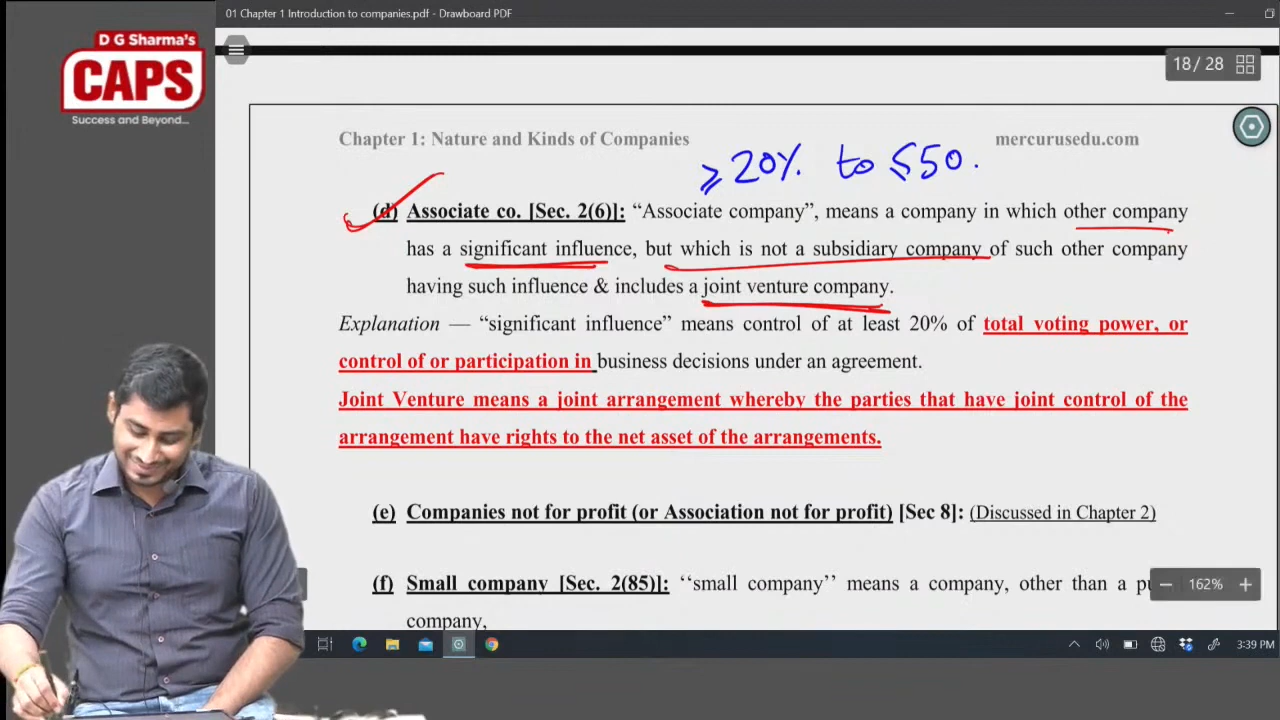 01 Chapter 1 Introduction to companies.pdf - Drawboard PDF
D G Sharma's
CAPS
Success and Beyond...
18 / 28
Chapter 1: Nature and Kinds of Companies
mercurusedu.com
⩾20% to ≤50.
(d) Associate co. [Sec. 2(6)]: “Associate company”, means a company in which other company
has a significant influence, but which is not a subsidiary company of such other company
having such influence & includes a joint venture company.
Explanation — “significant influence” means control of at least 20% of total voting power, or
control of or participation in business decisions under an agreement.
Joint Venture means a joint arrangement whereby the parties that have joint control of the
arrangement have rights to the net asset of the arrangements.
(e) Companies not for profit (or Association not for profit) [Sec 8]: (Discussed in Chapter 2)
(f) Small company [Sec. 2(85)]: ‘‘small company’’ means a company, other than a pu
company,
162%
3:39 PM